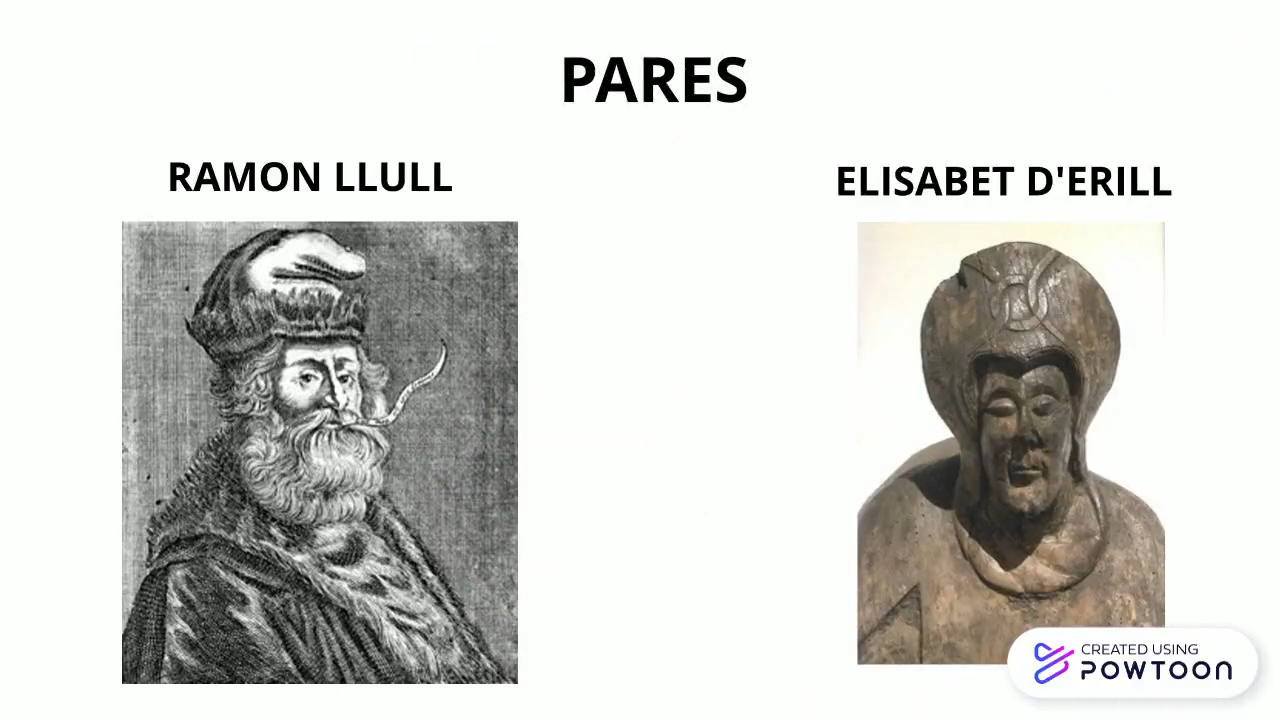 PARES
RAMON LLULL
ELISABET D'ERILL
CREATED USING
POWTOON